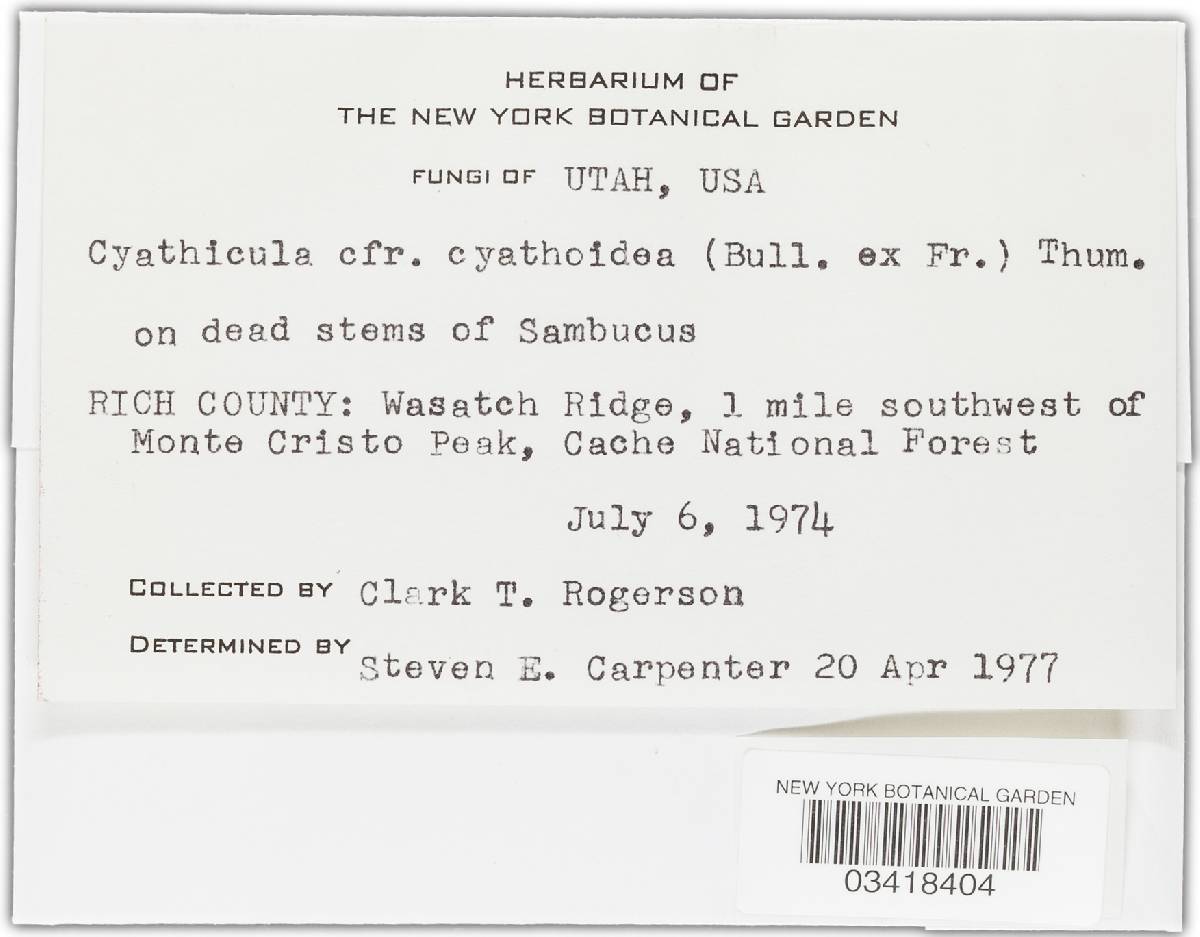 HERBARIUM OF
THE NEW YORK BOTANICAL GARDEN
FUNGI OF UTAH, USA
Cyathicula cfr. cyathoidea (Bull. ex Fr.) Thum.
on dead stems of Sambucus
RICH COUNTY: Wasatch Ridge, 1 mile southwest of
Monte Cristo Peak, Cache National Forest
July 6, 1974
COLLECTED BY Clark T. Rogerson
DETERMINED BY Steven E. Carpenter 20 Apr 1977
NEW YORK BOTANICAL GARDEN
03418404